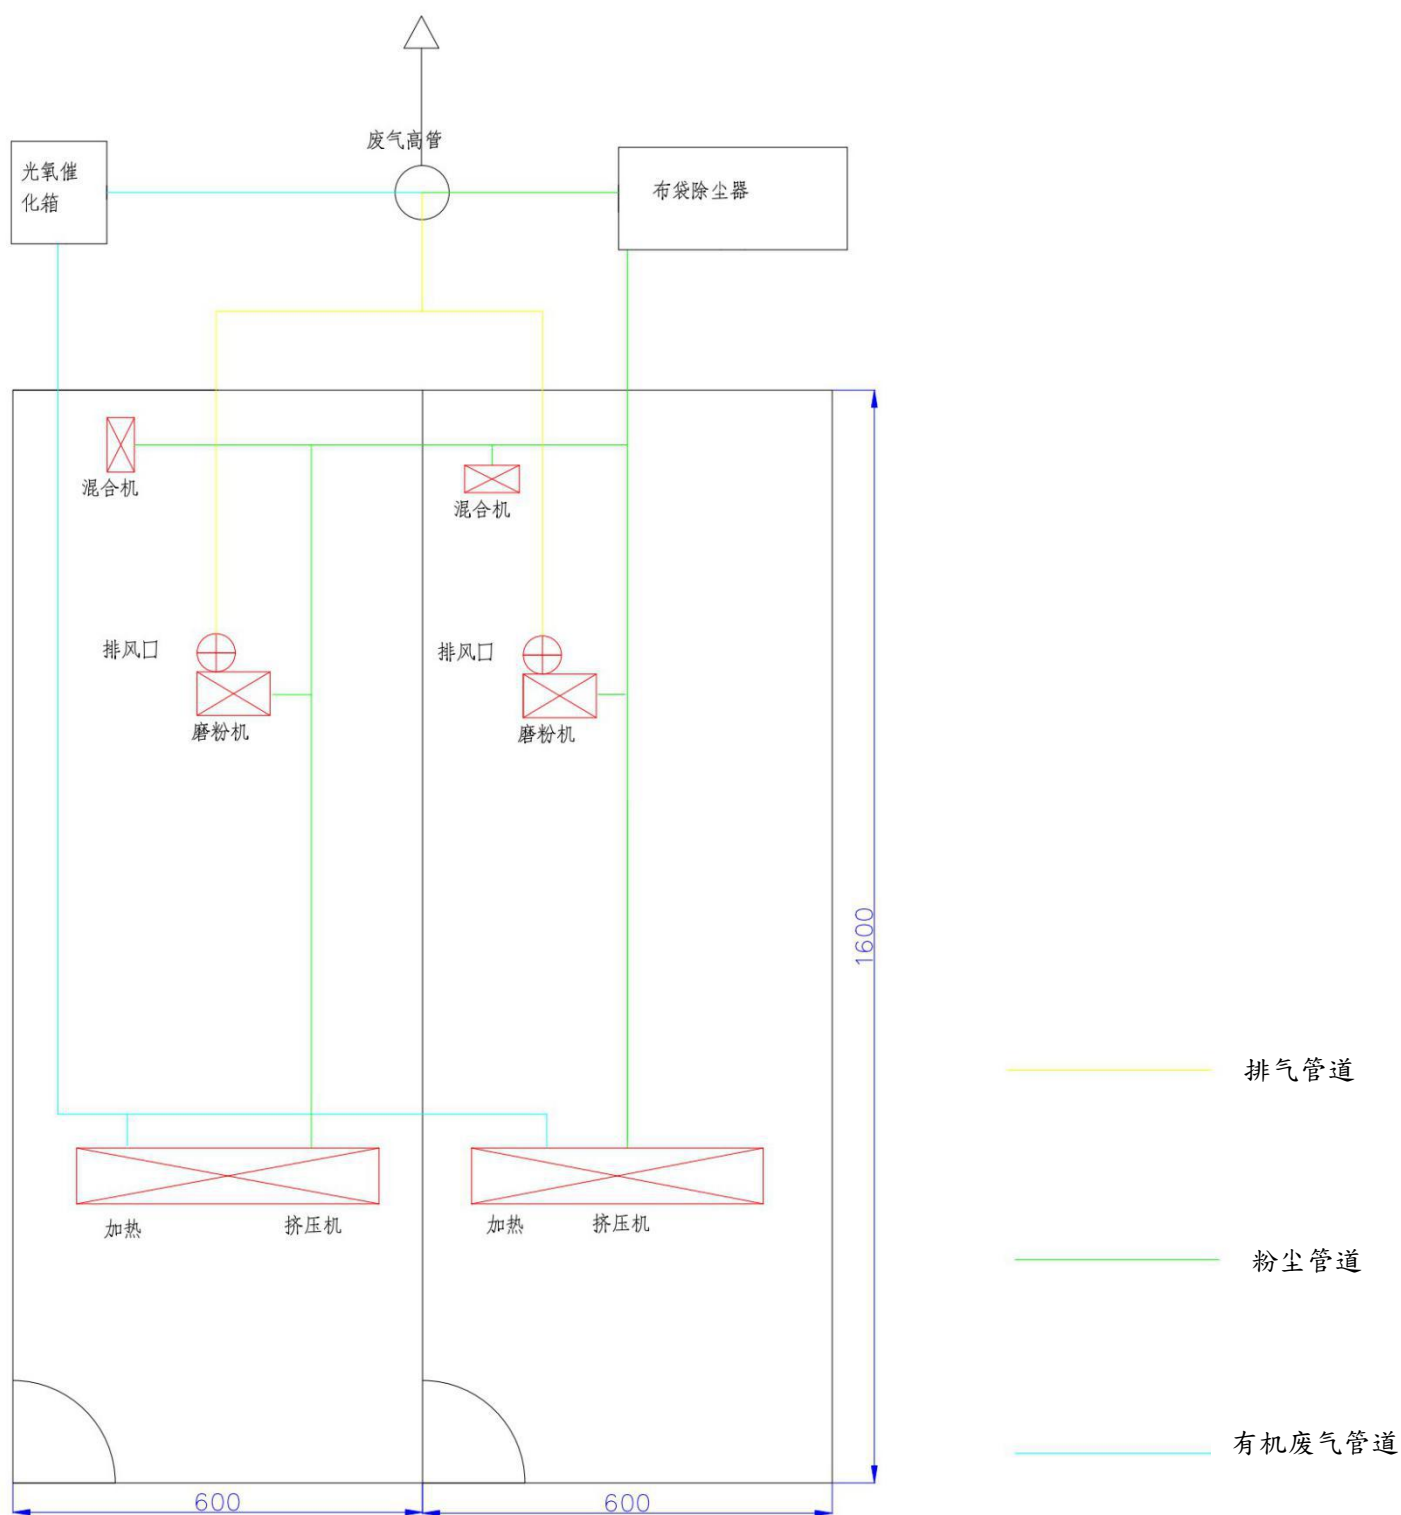 废气高管
光氧催
化箱
布袋除尘器
混合机
混合机
排风口
排风口
磨粉机
磨粉机
1600
排气管道
加热
挤压机
加热
挤压机
粉尘管道
有机废气管道
600
600